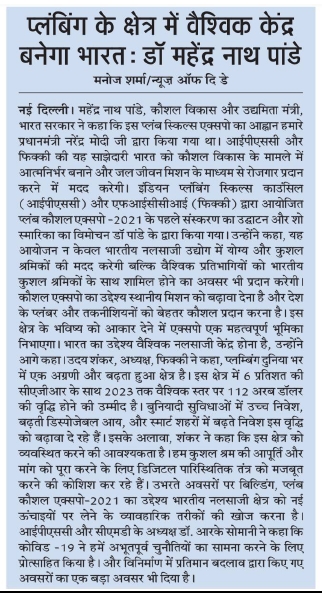 प्लंबिंग के क्षेत्र में वैश्विक केंद्र
बनेगा भारत: डॉ महेंद्र नाथ पांडे
मनोज शर्मा/न्यूज़ ऑफ दि डे
नई दिल्ली। महेंद्र नाथ पांडे, कौशल विकास और उद्यमिता मंत्री,
भारत सरकार ने कहा कि इस प्लंब स्किल्स एक्सपो का आह्वान हमारे
प्रधानमंत्री नरेंद्र मोदी जी द्वारा किया गया था। आईपीएससी और
फिक्की की यह साझेदारी भारत को कौशल विकास के मामले में
आत्मनिर्भर बनाने और जल जीवन मिशन के माध्यम से रोजगार प्रदान
करने में मदद करेगी। इंडियन प्लंबिंग स्किल्स काउंसिल
(आईपीएससी) और एफआईसीसीआई (फिक्की) द्वारा आयोजित
प्लंब कौशल एक्सपो -2021 के पहले संस्करण का उद्घाटन और शो
स्मारिका का विमोचन डॉ पांडे के द्वारा किया गया। उन्होंने कहा, यह
आयोजन न केवल भारतीय नलसाजी उद्योग में योग्य और कुशल
श्रमिकों की मदद करेगी बल्कि वैश्विक प्रतिभागियों को भारतीय
कुशल श्रमिकों के साथ शामिल होने का अवसर भी प्रदान करेगी।
कौशल एक्सपो का उद्देश्य स्थानीय मिशन को बढ़ावा देना है और देश
के प्लंबर और तकनीशियनों को बेहतर कौशल प्रदान करना है। इस
क्षेत्र के भविष्य को आकार देने में एक्सपो एक महत्वपूर्ण भूमिका
निभाएगा। भारत का उद्देश्य वैश्विक नलसाजी केंद्र होना है, उन्होंने
आगे कहा।उदय शंकर, अध्यक्ष, फिक्की ने कहा, प्लम्बिंग दुनिया भर
में एक अग्रणी और बढ़ता हुआ क्षेत्र है। इस क्षेत्र में 6 प्रतिशत की
सीएजीआर के साथ 2023 तक वैश्विक स्तर पर 112 अरब डॉलर
की वृद्धि होने की उम्मीद है। बुनियादी सुविधाओं में उच्च निवेश,
बढ़ती डिस्पोजेबल आय, और स्मार्ट शहरों में बढ़ते निवेश इस वृद्धि
को बढ़ावा दे रहे हैं। इसके अलावा, शंकर ने कहा कि इस क्षेत्र को
व्यवस्थित करने की आवश्यकता है। हम कुशल श्रम की आपूर्ति और
मांग को पूरा करने के लिए डिजिटल पारिस्थितिक तंत्र को मजबूत
करने की कोशिश कर रहे हैं। उभरते अवसरों पर बिल्डिंग, प्लंब
कौशल एक्सपो-2021 का उद्देश्य भारतीय नलसाजी क्षेत्र को नई
ऊंचाइयों पर लेने के व्यावहारिक तरीकों की खोज करना है।
आईपीएससी और सीएमडी के अध्यक्ष डॉ. आरके सोमानी ने कहा कि
कोविड -19 ने हमें अभूतपूर्व चुनौतियों का सामना करने के लिए
प्रोत्साहित किया है। और विनिर्माण में प्रतिमान बदलाव द्वारा किए गए
अवसरों का एक बड़ा अवसर भी दिया है।